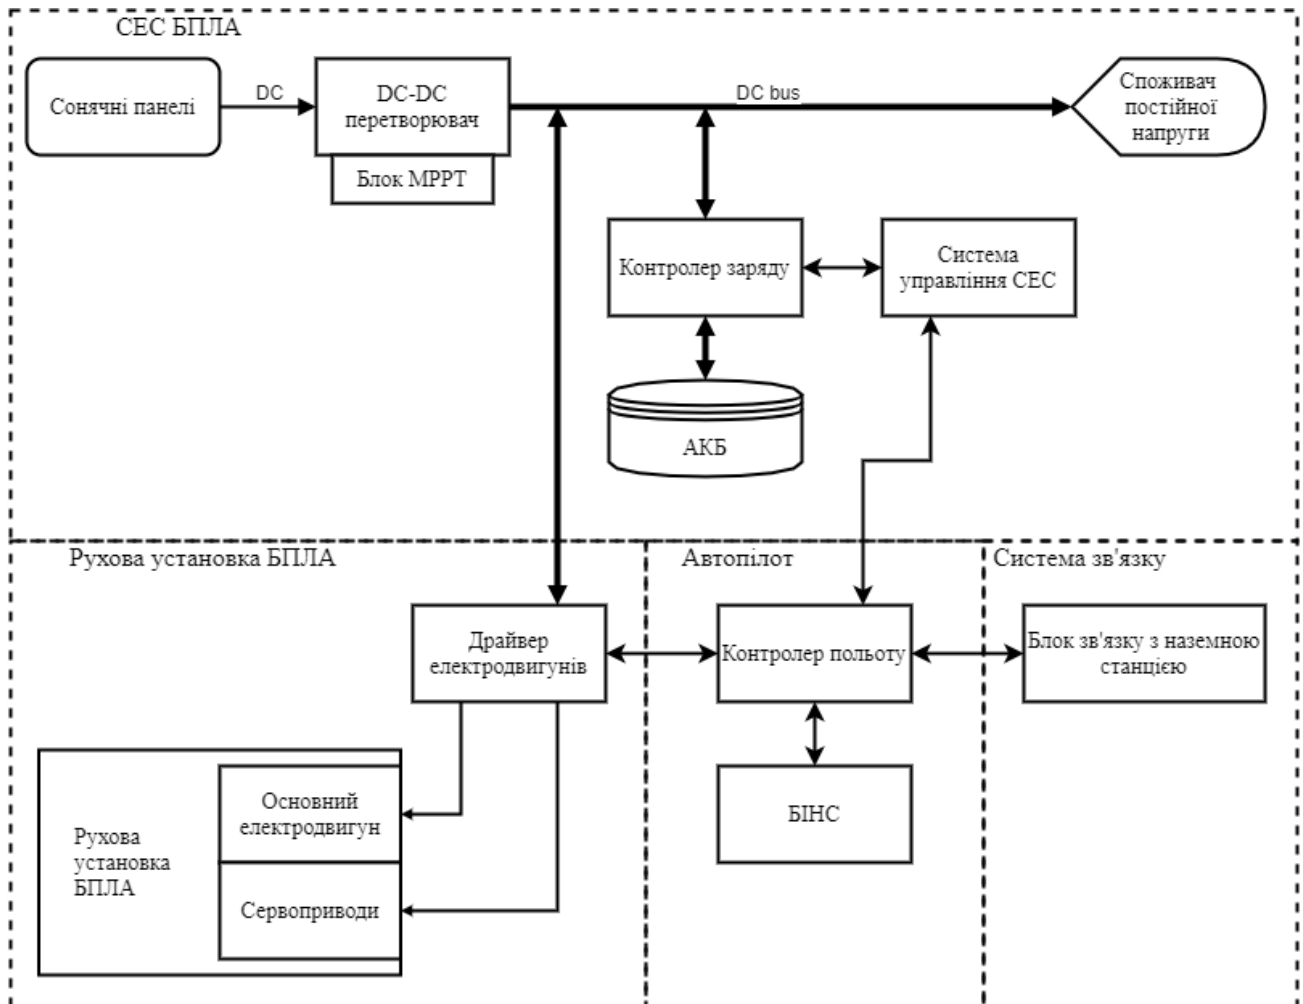 СЕС БПЛА
Сонячні панелі
DC
DC-DC
перетворювач
Блок МРРТ
DC bus
Споживач
постійної
напруги
Контролер заряду
Система
управління СЕС
АКБ
Рухова установка БПЛА
Автопілот
Система зв'язку
Драйвер
електродвигунів
Контролер польоту
Блок зв'язку з наземною
станцією
Рухова
установка
БПЛА
Основний
електродвигун
Сервоприводи
БІНС